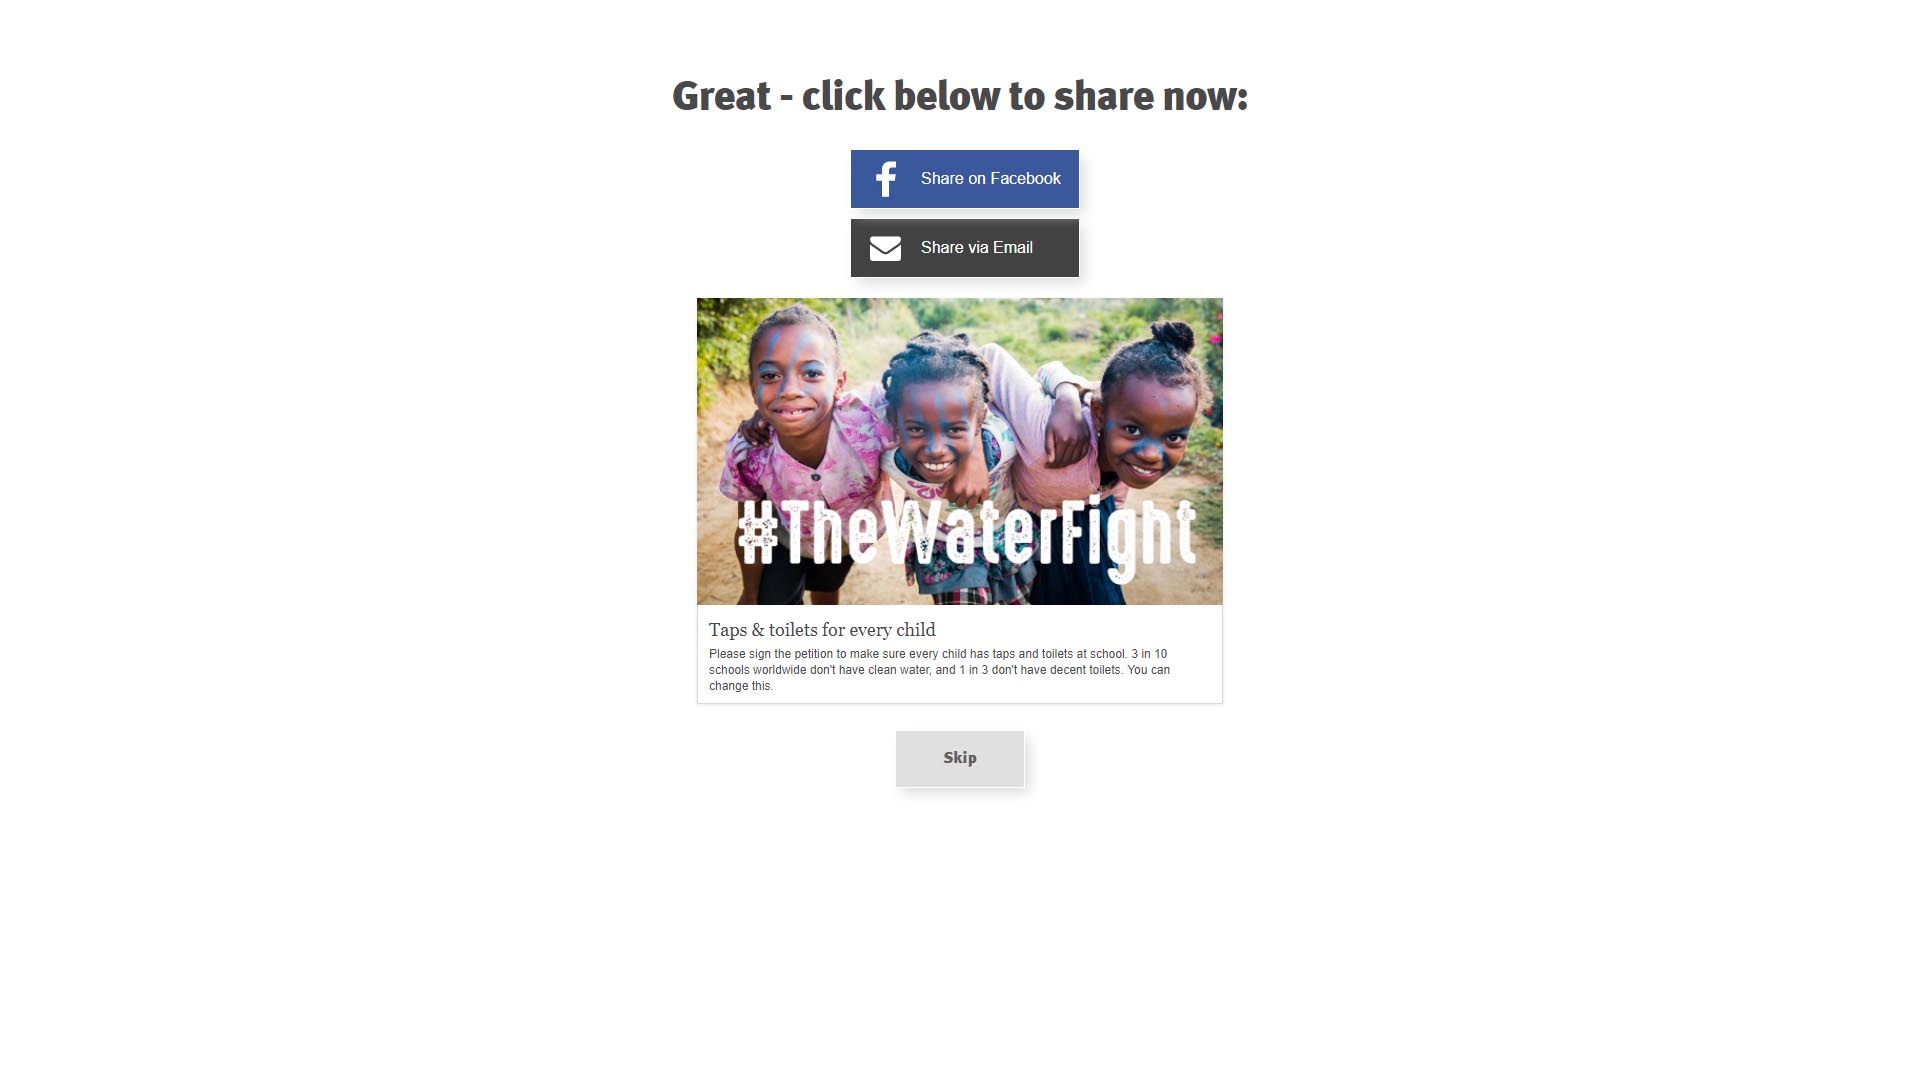 Great - click below to share now:
Share on Facebook
Share via Email
#TheWaterFight
Taps & toilets for every child
Please sign the petition to make sure every child has taps and toilets at school. 3 in 10
schools worldwide don't have clean water, and 1 in 3 don't have decent toilets. You can
change this.
Skip